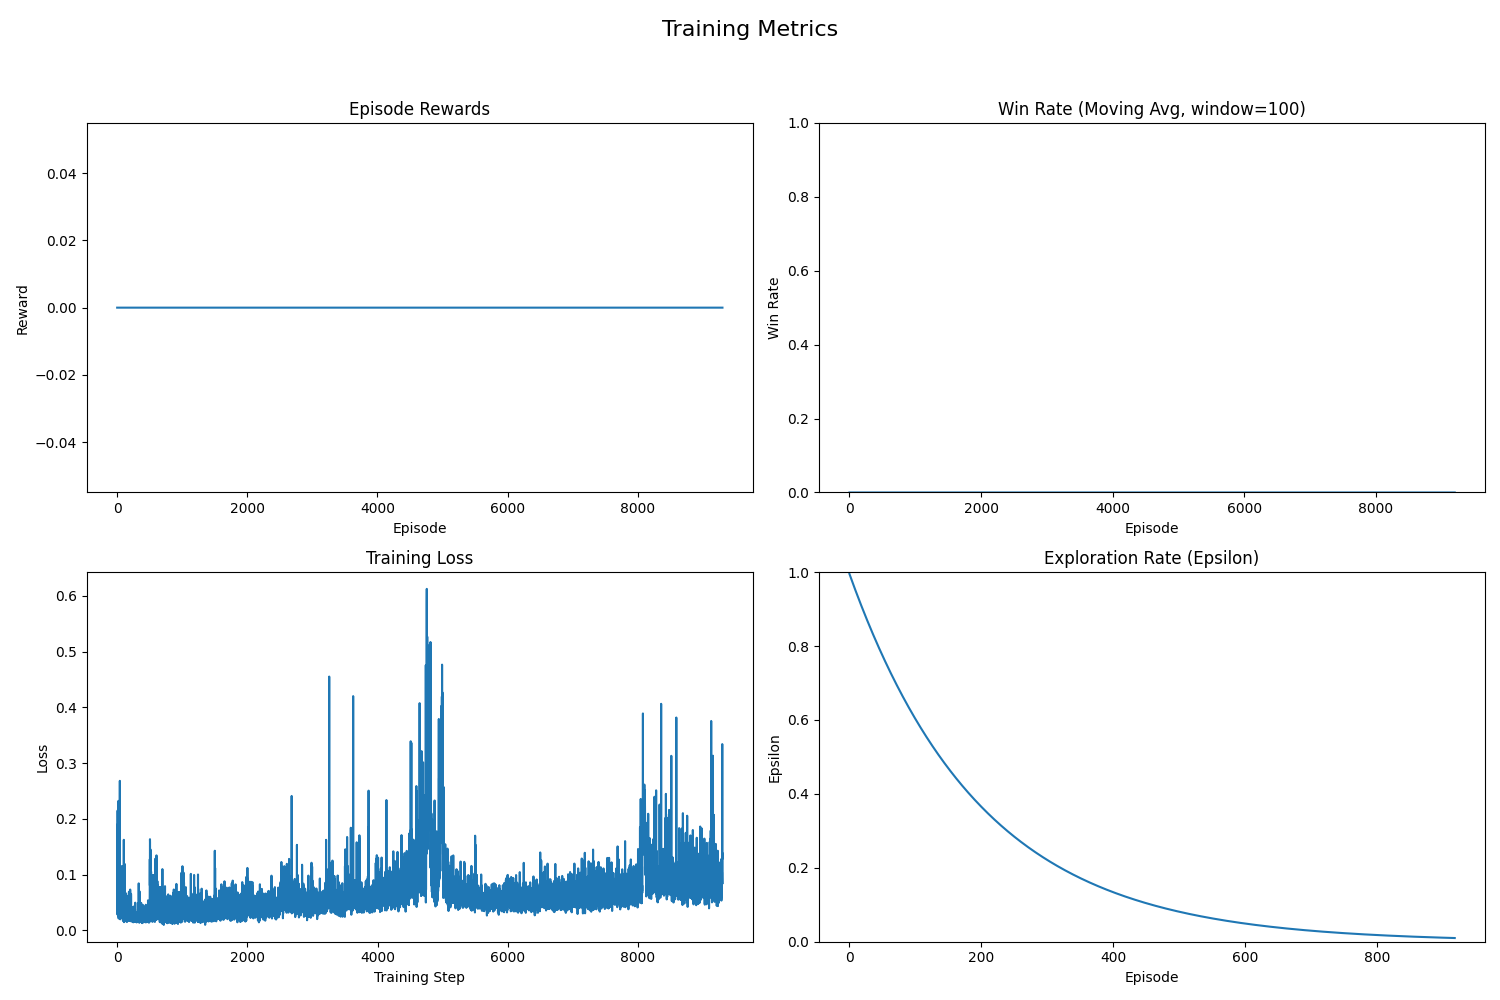 Training Metrics
Episode Rewards
0.04
0.02
0.00
−0.02
−0.04
Reward
0 2000 4000 6000 8000
Episode
Win Rate (Moving Avg, window=100)
1.0
0.8
0.6
0.4
0.2
0.0
Win Rate
0 2000 4000 6000 8000
Episode
Training Loss
0.6
0.5
0.4
0.3
0.2
0.1
0.0
Loss
0 2000 4000 6000 8000
Training Step
Exploration Rate (Epsilon)
1.0
0.8
0.6
0.4
0.2
0.0
Epsilon
0 200 400 600 800
Episode